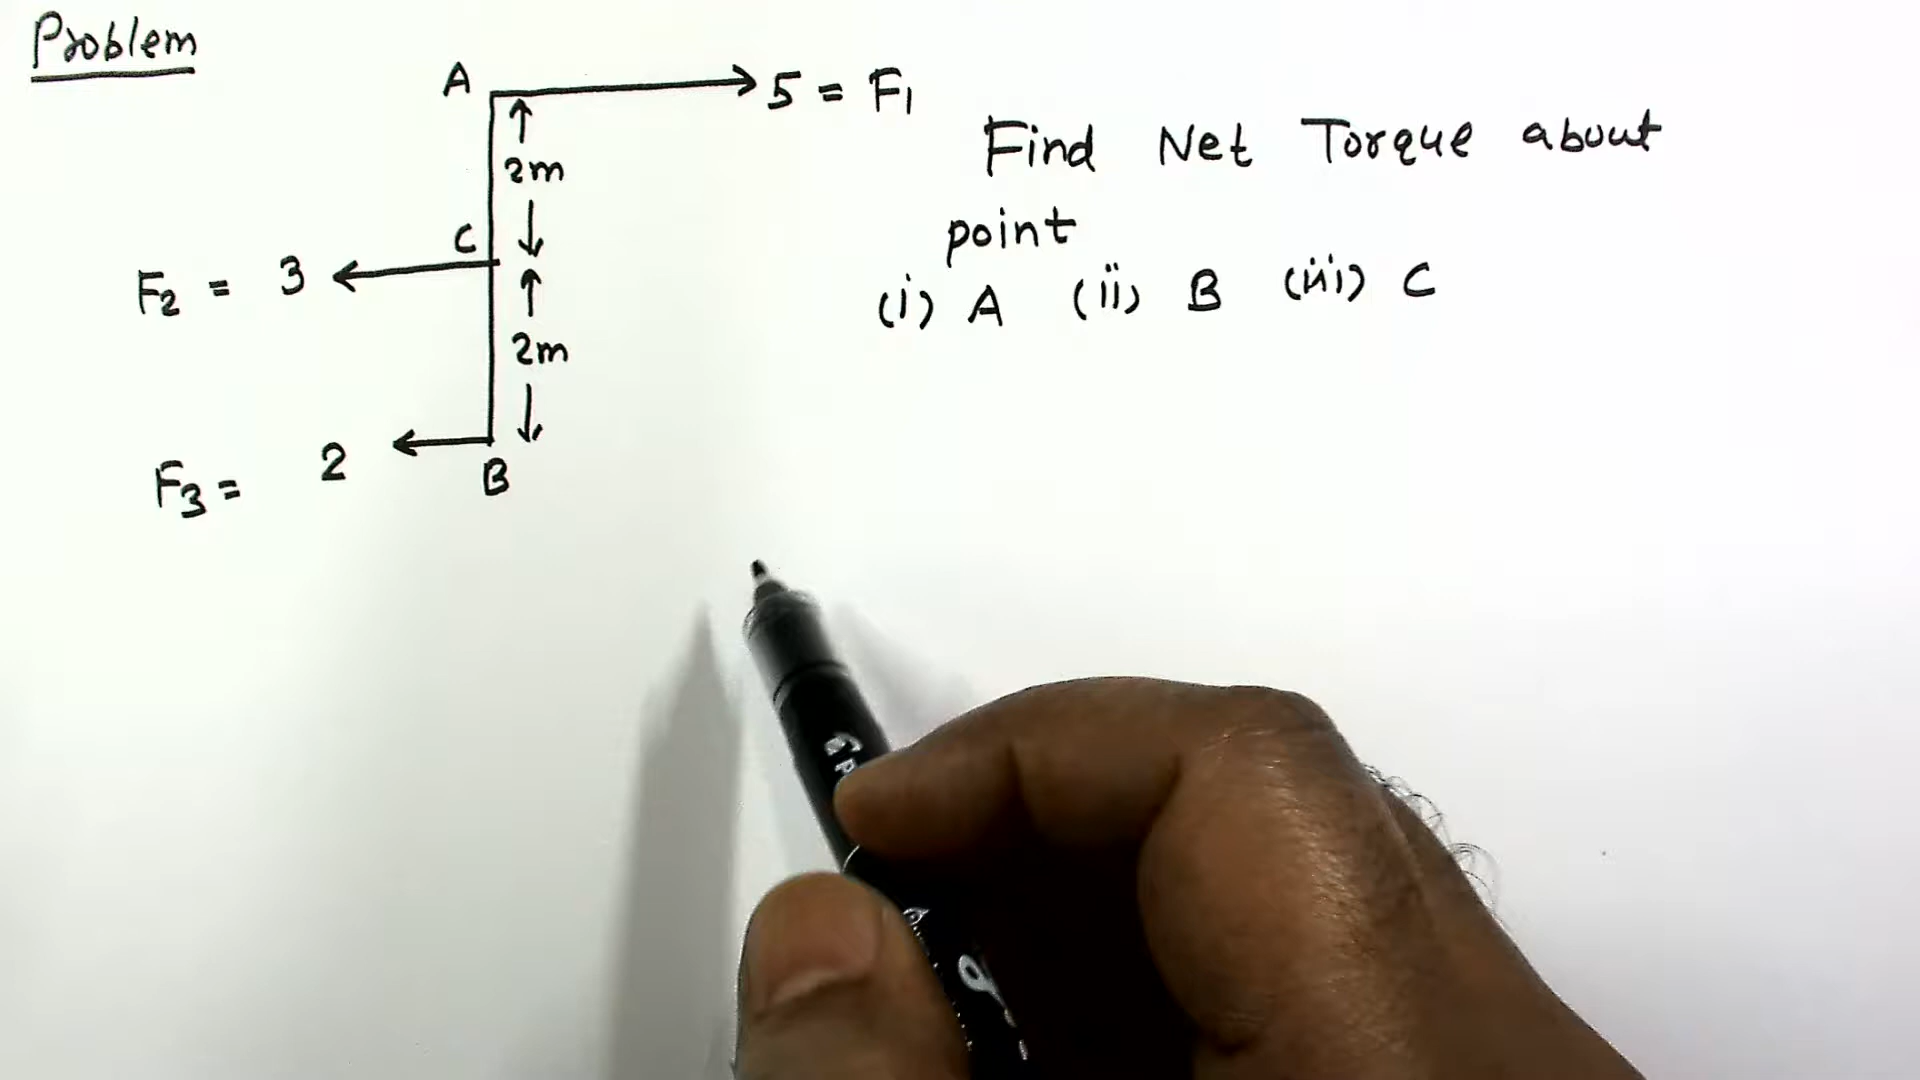 Problem
A 5 = F1
2m
C
F2 = 3
2m
F3 = 2
B
Find Net Torque about
point
(i) A (ii) B (iii) C